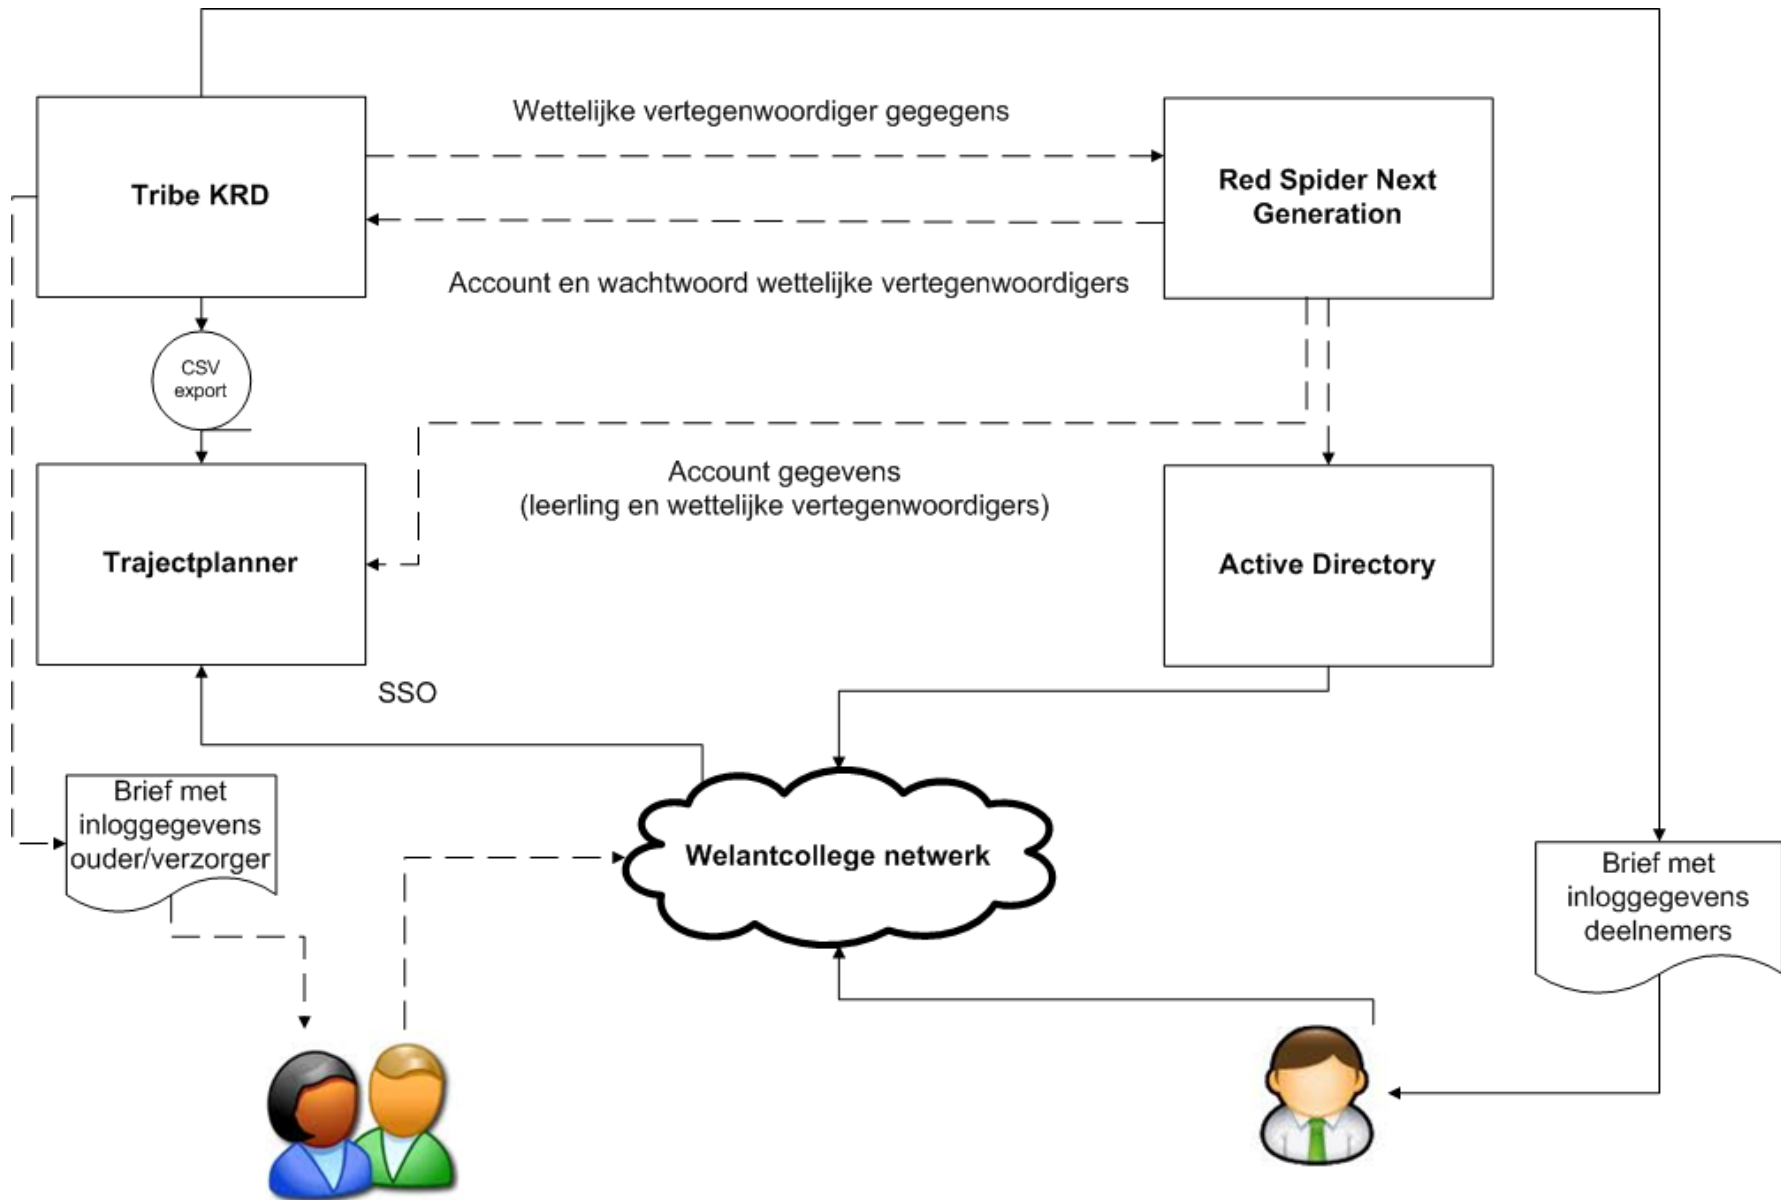 Wettelijke vertegenwoordiger gegegens
Tribe KRD
Red Spider Next
Generation
Account en wachtwoord wettelijke vertegenwoordigers
CSV
export
Account gegevens
(leerling en wettelijke vertegenwoordigers)
Trajectplanner
Active Directory
SSO
Brief met
inloggegevens
ouder/verzorger
Welantcollege netwerk
Brief met
inloggegevens
deelnemers